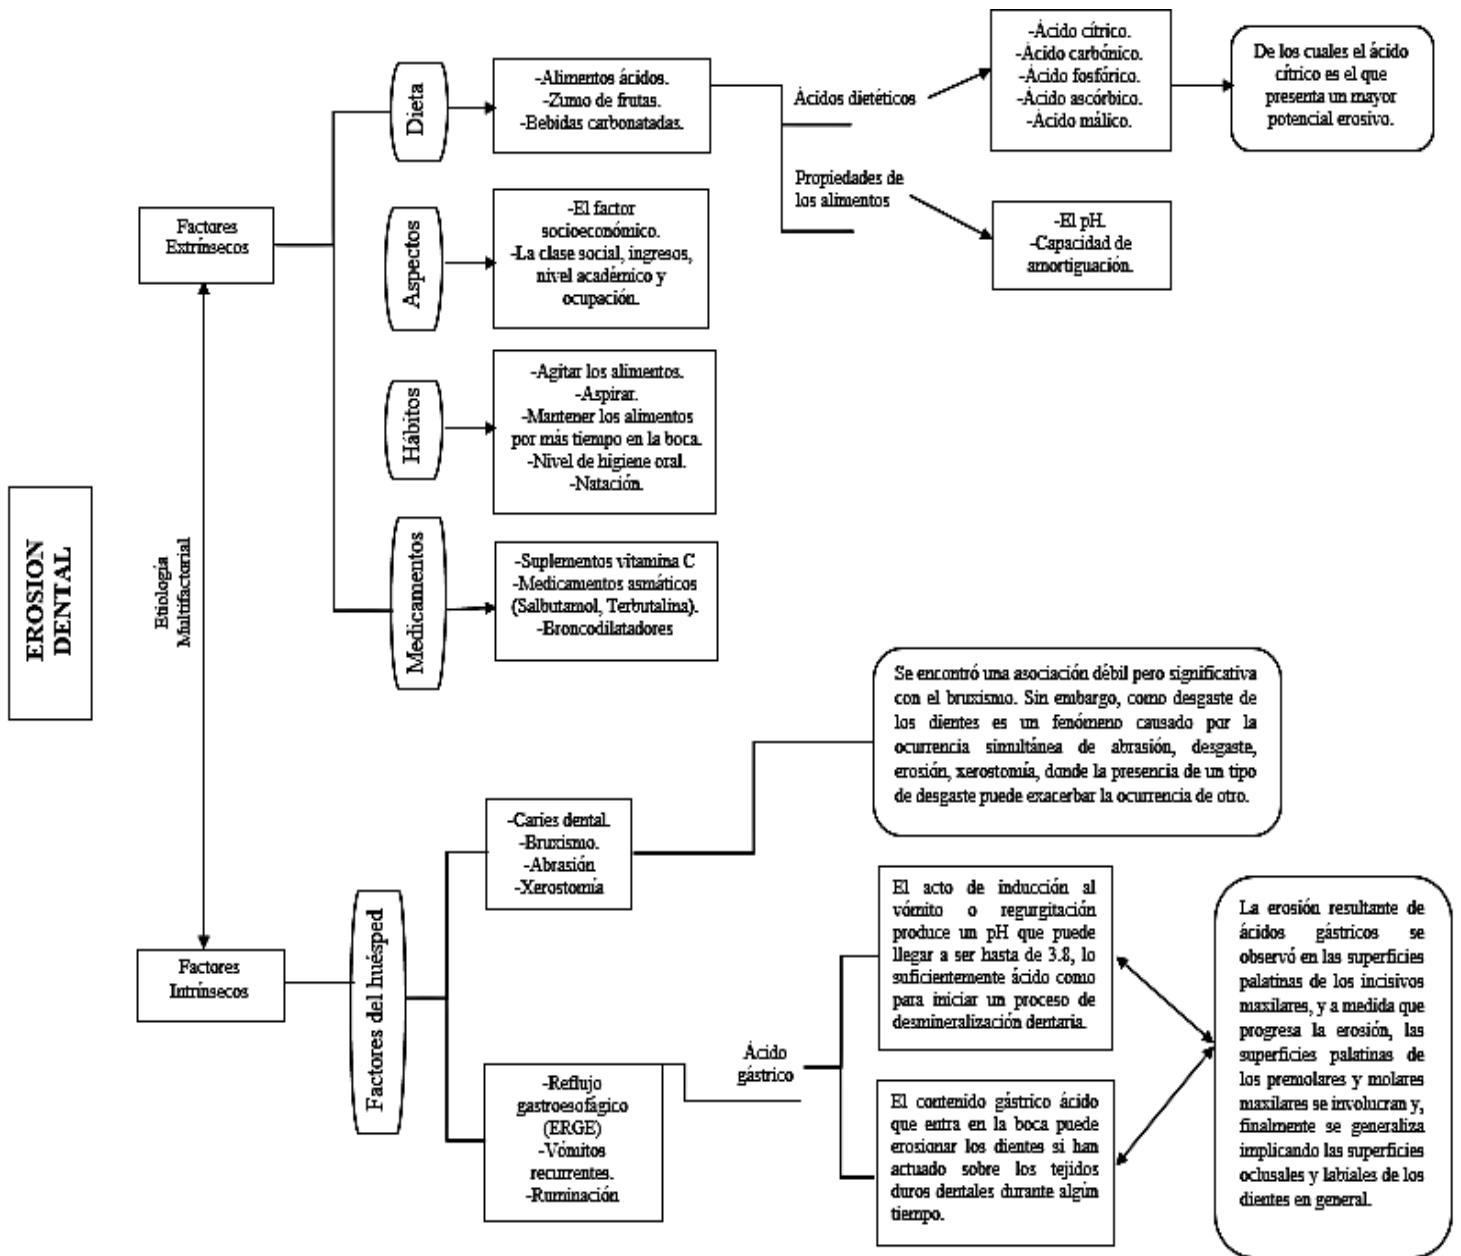 EROSION
DENTAL
Etiología
Multifactorial
Factores
Extrínsecos
Dieta
-Alimentos ácidos.
-Zumo de frutas.
-Bebidas carbonatadas.
Ácidos dietéticos
-Ácido cítrico.
-Ácido carbónico.
-Ácido fosfórico.
-Ácido ascórbico.
-Ácido málico.
De los cuales el ácido
cítrico es el que
presenta un mayor
potencial erosivo.
Propiedades de
los alimentos
-El pH.
-Capacidad de
amortiguación.
Aspectos
-El factor
socioeconómico.
-La clase social, ingresos,
nivel académico y
ocupación.
Hábitos
-Agitar los alimentos.
-Aspirar.
-Mantener los alimentos
por más tiempo en la boca.
-Nivel de higiene oral.
-Natación.
Medicamentos
-Suplementos vitamina C
-Medicamentos asmáticos
(Salbutamol, Terbutalina).
-Broncodilatadores
Factores
Intrínsecos
Factores del huésped
-Caries dental.
-Bruxismo.
-Abrasión
-Xerostomía
Se encontró una asociación débil pero significativa
con el bruxismo. Sin embargo, como desgaste de
los dientes es un fenómeno causado por la
ocurrencia simultánea de abrasión, desgaste,
erosión, xerostomía, donde la presencia de un tipo
de desgaste puede exacerbar la ocurrencia de otro.
-Reflujo
gastroesofágico
(ERGE)
-Vómitos
recurrentes.
-Ruminación
Ácido
gástrico
El acto de inducción al
vómito o regurgitación
produce un pH que puede
llegar a ser hasta de 3.8, lo
suficientemente ácido como
para iniciar un proceso de
desmineralización dentaria.
El contenido gástrico ácido
que entra en la boca puede
erosionar los dientes si han
actuado sobre los tejidos
duros dentales durante algún
tiempo.
La erosión resultante de
ácidos gástricos se
observó en las superficies
palatinas de los incisivos
maxilares, y a medida que
progresa la erosión, las
superficies palatinas de
los premolares y molares
maxilares se involucran y,
finalmente se generaliza
implicando las superficies
oclusales y labiales de los
dientes en general.